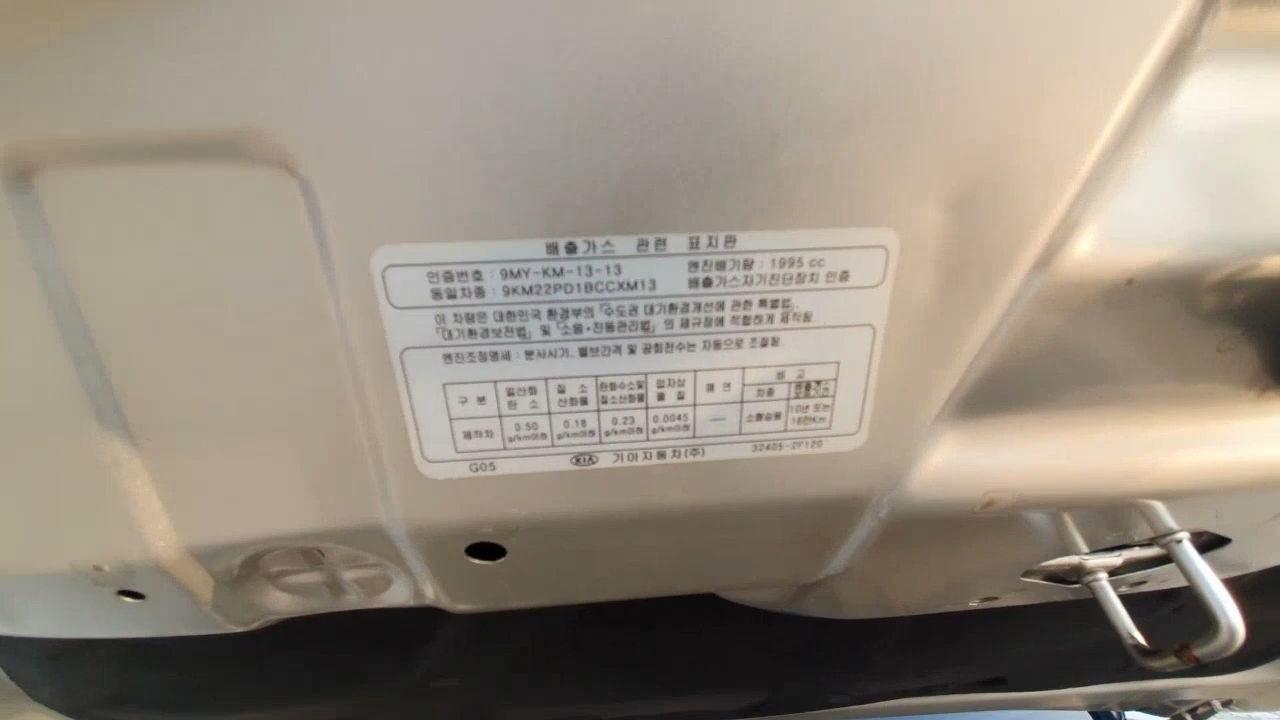 배출가스 관련 표지판
인증번호 : 9MY-KM-13-13 엔진배기량 : 1995 cc
동일차종 : 9KM22PD1BCCXM13 배출가스자기진단장치 인증
이 차량은 대한민국 환경부의 「수도권 대기환경개선에 관한 특별법」,
「대기환경보전법」 및 「소음·진동관리법」의 제규정에 적합하게 제작됨
엔진조정명세 : 분사시기, 밸브간격 및 공회전수는 자동으로 조절됨.
구 분 일산화탄 소 질 소산화물 탄화수소및질소산화물 입자상물 질 매 연 비 고
차종
제작차 0.50 g/km이하 0.18 g/km이하 0.23 g/km이하 0.0045 g/km이하 — 소형승용 10년 또는 16만Km
G05 KIA 기아자동차(주) 32405-2F120